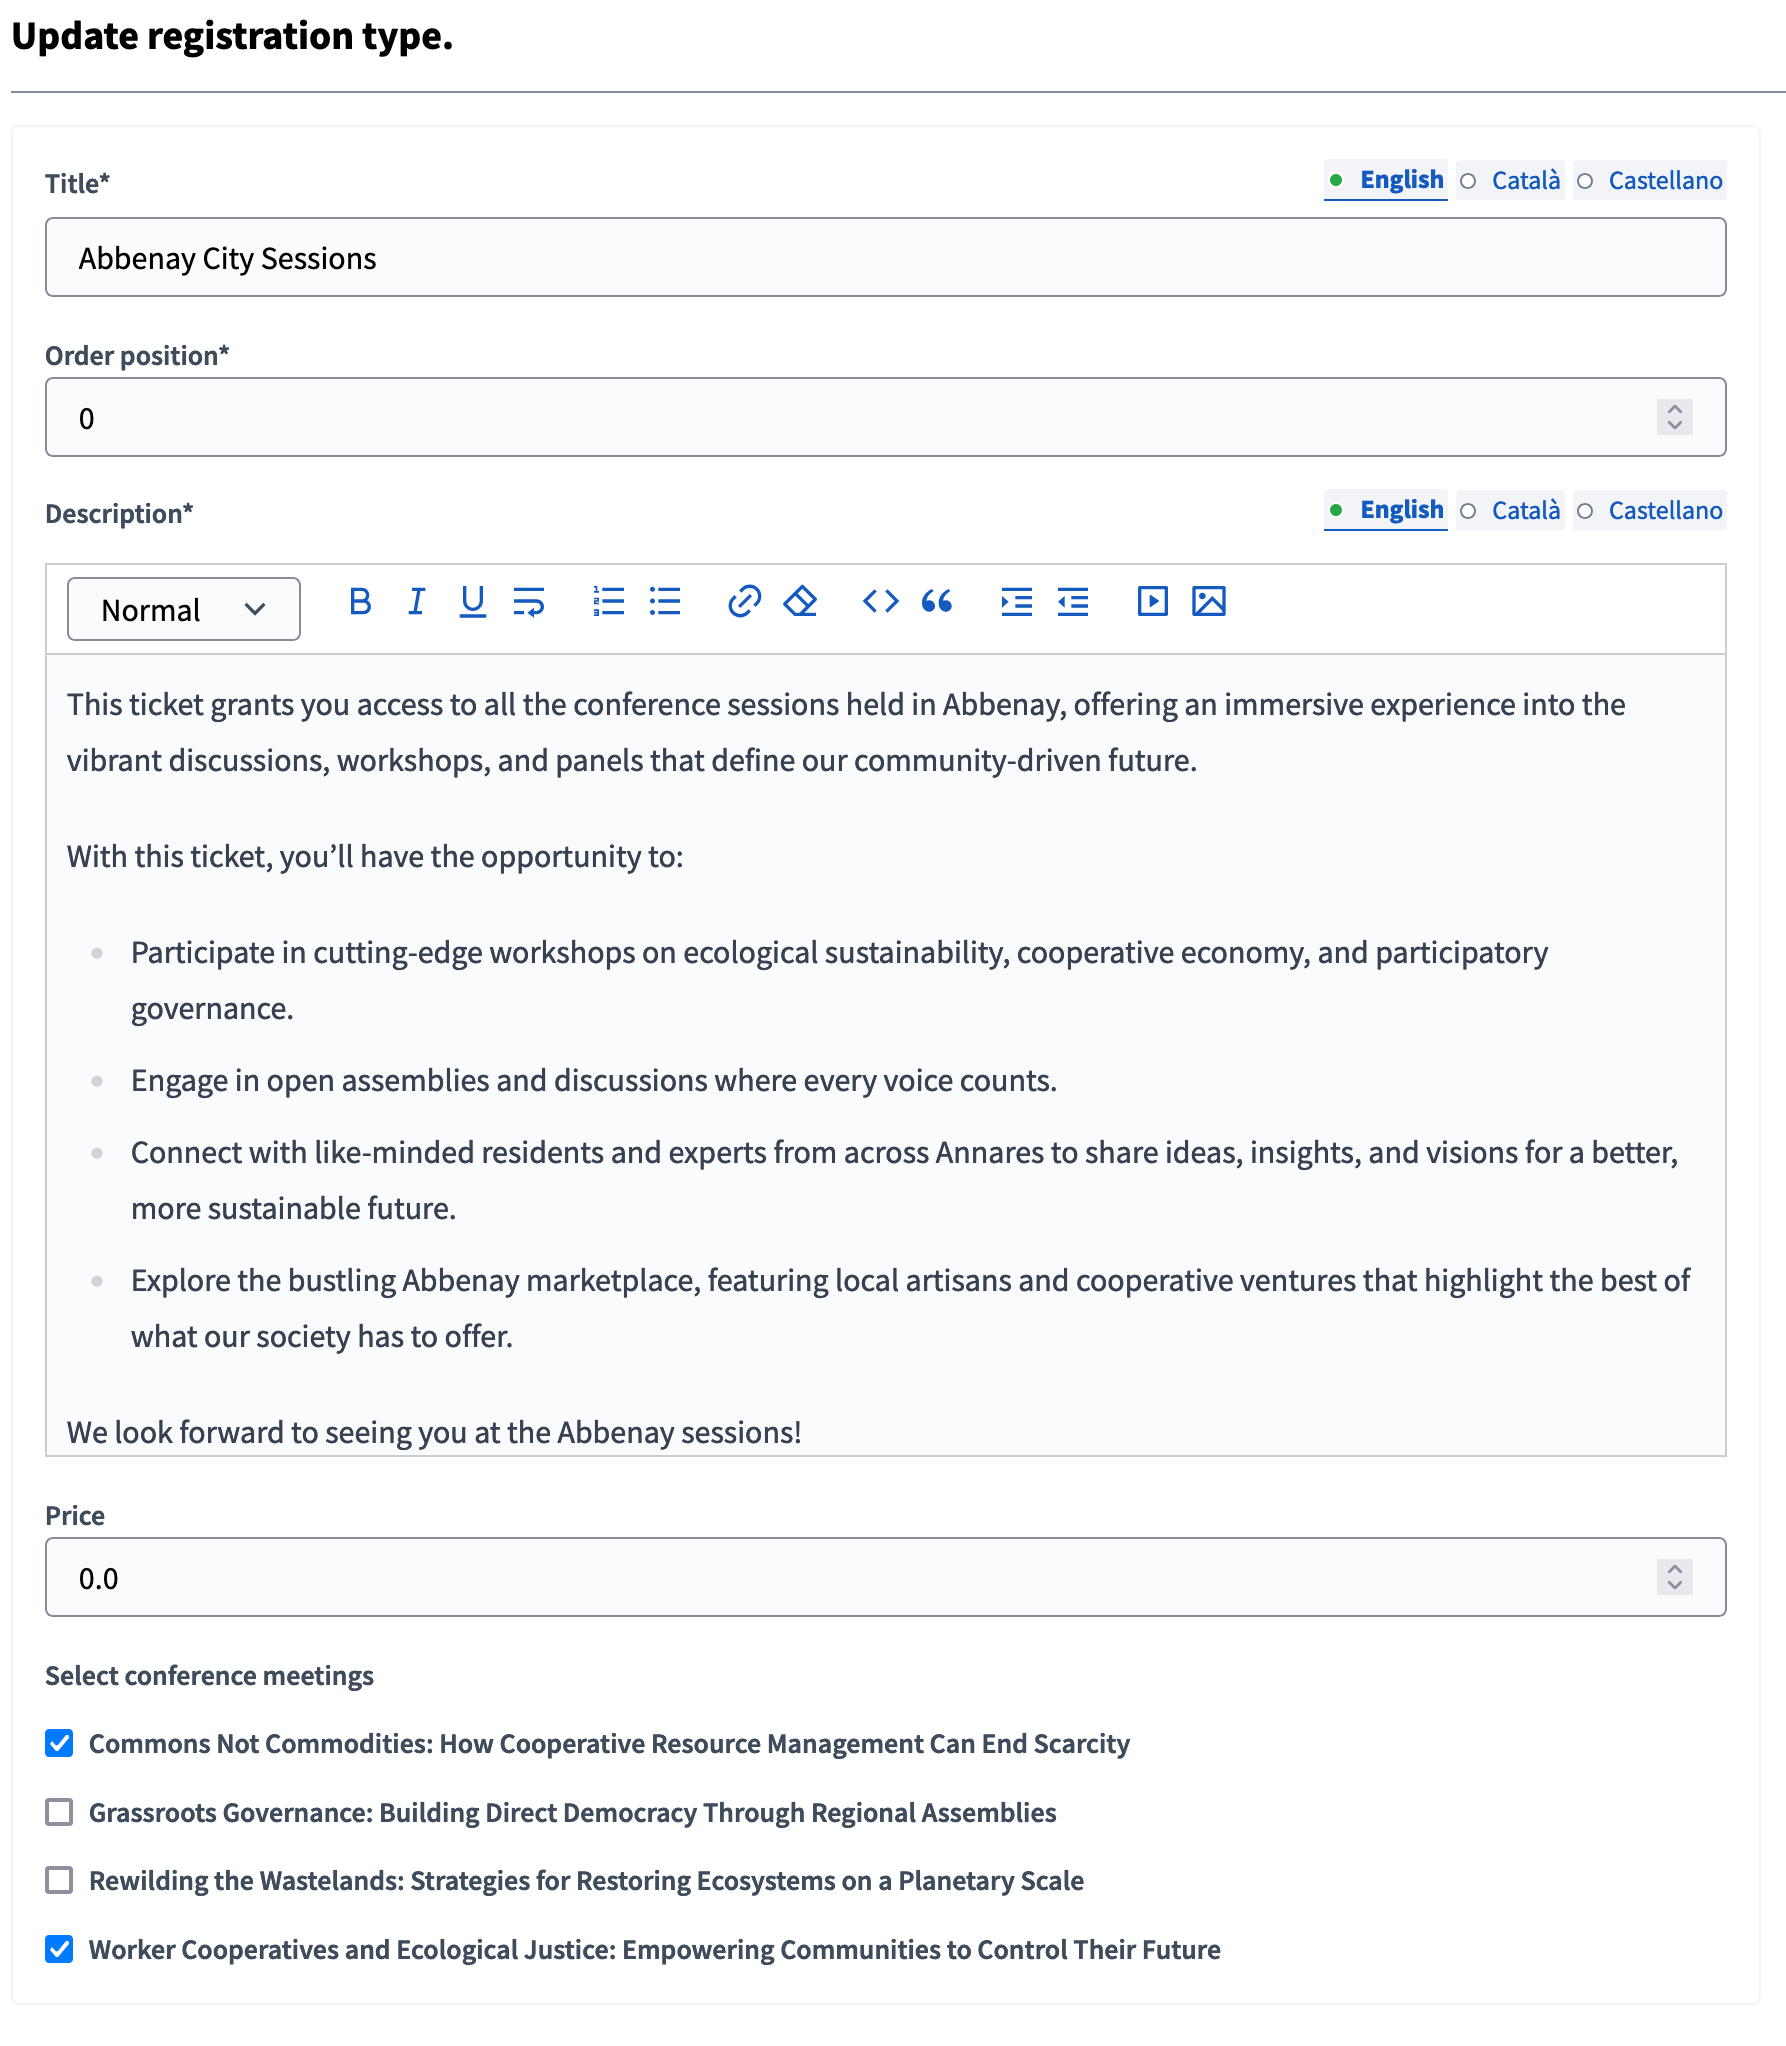 Update registration type.
Title*
English Català Castellano
Abbenay City Sessions
Order position*
0
Description*
English Català Castellano
Normal
This ticket grants you access to all the conference sessions held in Abbenay, offering an immersive experience into the
vibrant discussions, workshops, and panels that define our community-driven future.
With this ticket, you’ll have the opportunity to:
Participate in cutting-edge workshops on ecological sustainability, cooperative economy, and participatory
governance.
Engage in open assemblies and discussions where every voice counts.
Connect with like-minded residents and experts from across Annares to share ideas, insights, and visions for a better,
more sustainable future.
Explore the bustling Abbenay marketplace, featuring local artisans and cooperative ventures that highlight the best of
what our society has to offer.
We look forward to seeing you at the Abbenay sessions!
Price
0.0
Select conference meetings
Commons Not Commodities: How Cooperative Resource Management Can End Scarcity
Grassroots Governance: Building Direct Democracy Through Regional Assemblies
Rewilding the Wastelands: Strategies for Restoring Ecosystems on a Planetary Scale
Worker Cooperatives and Ecological Justice: Empowering Communities to Control Their Future